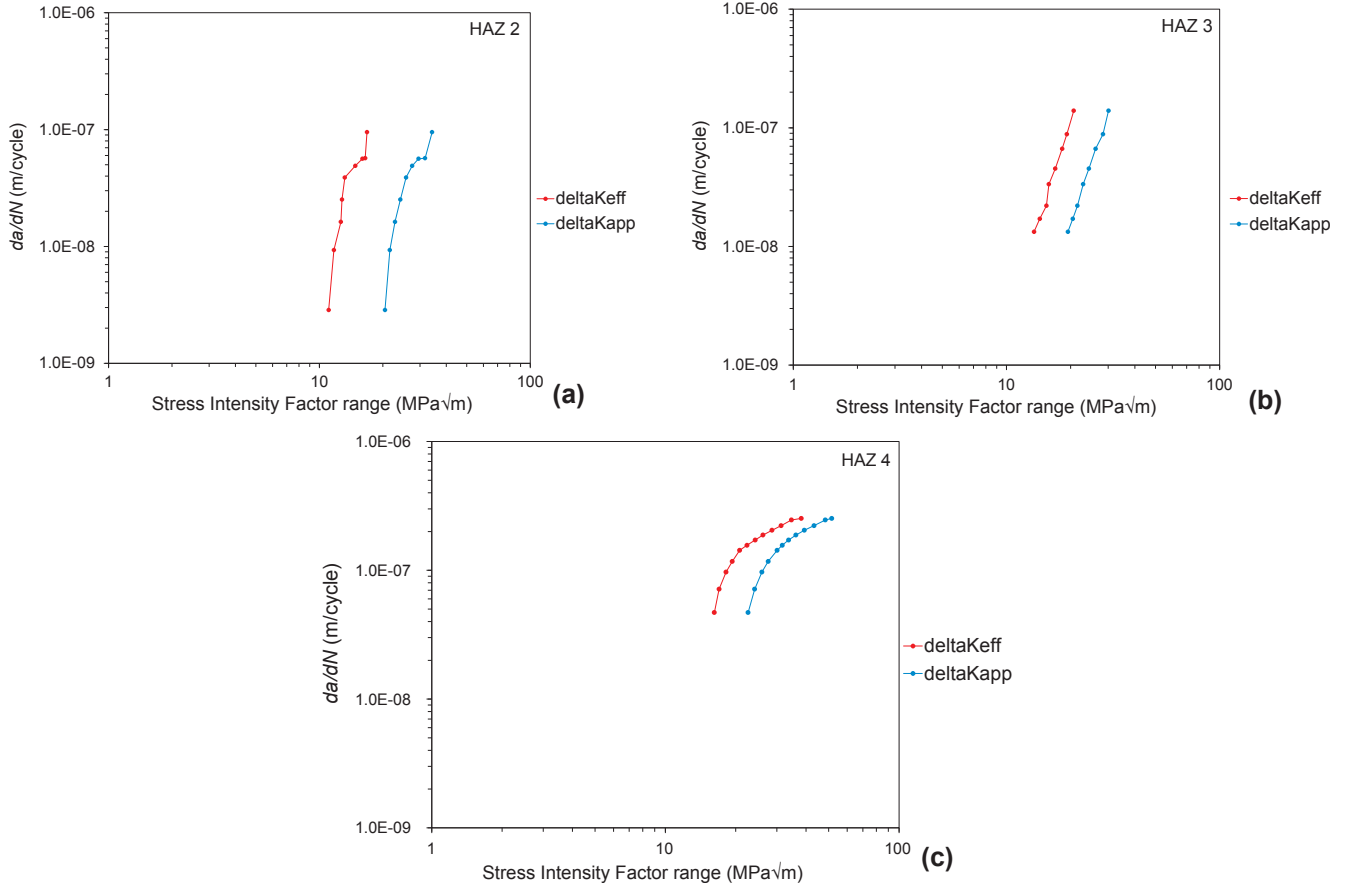 1.0E-06
HAZ 2
1.0E-07
da/dN (m/cycle)
deltaKeff
deltaKapp
1.0E-08
1.0E-09
1
10
100
Stress Intensity Factor range (MPa√m)
(a)
1.0E-06
HAZ 3
1.0E-07
da/dN (m/cycle)
deltaKeff
deltaKapp
1.0E-08
1.0E-09
1
10
100
Stress Intensity Factor range (MPa√m)
(b)
1.0E-06
HAZ 4
1.0E-07
da/dN (m/cycle)
deltaKeff
deltaKapp
1.0E-08
1.0E-09
1
10
100
Stress Intensity Factor range (MPa√m)
(c)